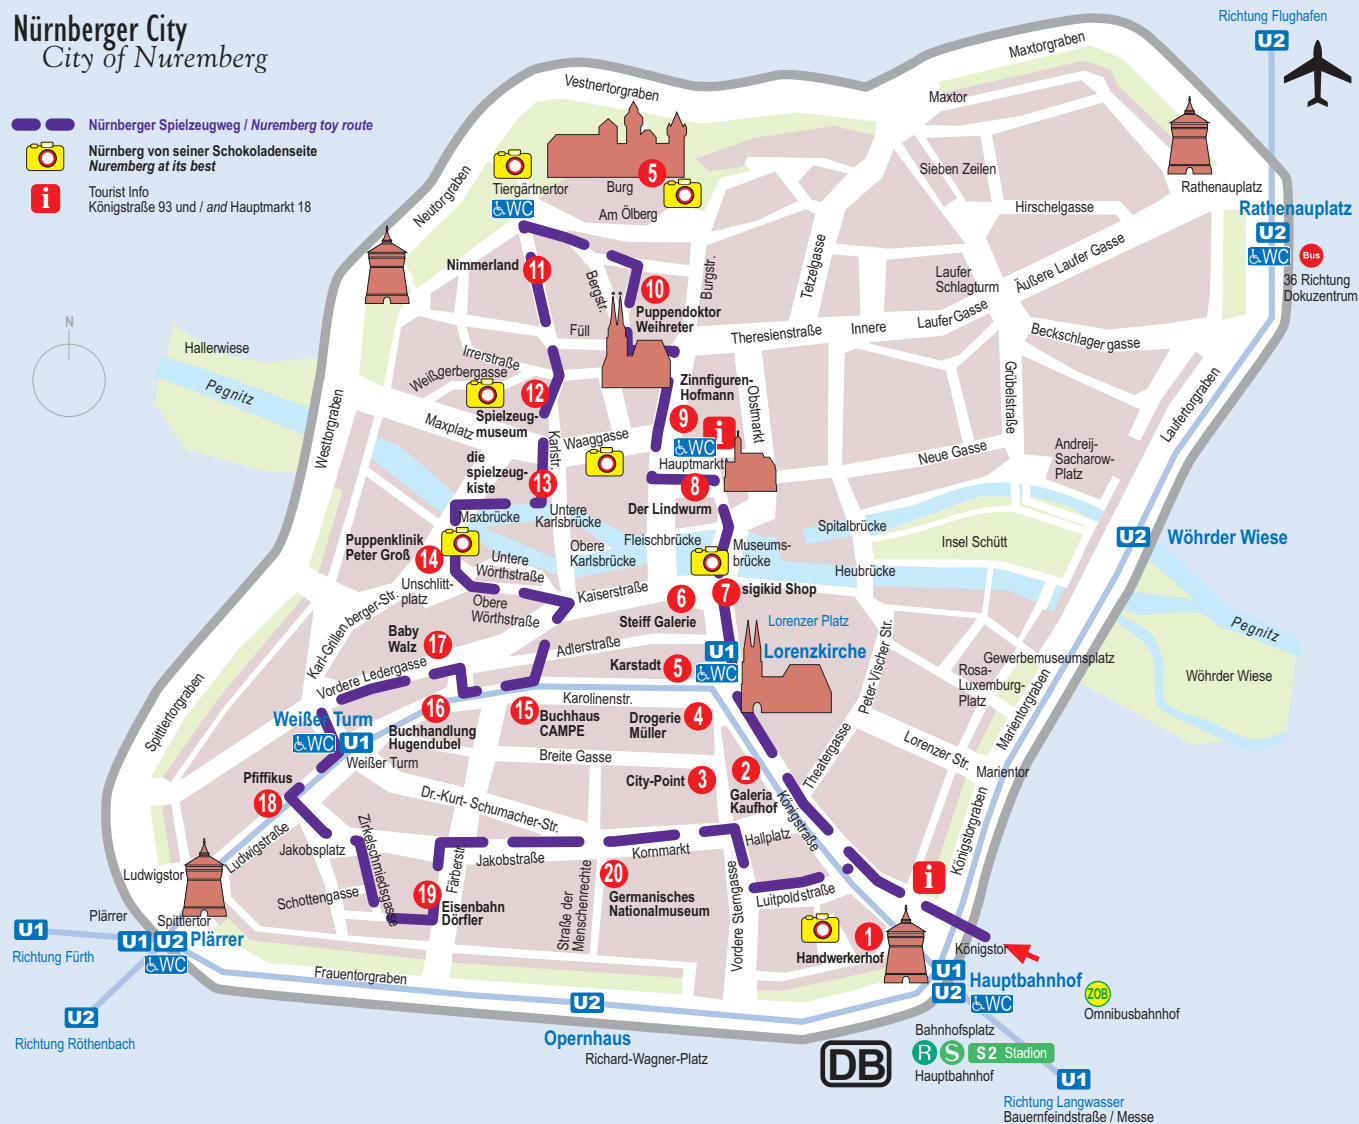 Nürnberger City
City of Nuremberg
Nürnberger Spielzeugweg / Nuremberg toy route
Nürnberg von seiner Schokoladenseite
Nuremberg at its best
i
Tourist Info
Königstraße 93 und / and Hauptmarkt 18
Richtung Flughafen
U2
Maxtorgraben
Maxtor
Vestnertorgraben
Neutorgraben
Tiergärtnertor
WC
Burg
5
Am Ölberg
Sieben Zeilen
Rathenauplatz
Rathenauplatz
U2
WC
Bus
36 Richtung
Dokuzentrum
Hirschelgasse
Äußere Laufer Gasse
Laufer
Schlagturm
Laufer Gasse
Beckschlager gasse
Tetzelgasse
Burgstr.
Bergstr.
Nimmerland
11
10
Puppendoktor
Weihreter
Füll
Theresienstraße
Innere
N
Hallerwiese
Pegnitz
Irrerstraße
Weißgerbergasse
12
Spielzeug-
museum
Maxplatz
Westtorgraben
Zinnfiguren-
Hofmann
9
i
WC
Hauptmarkt
Obstmarkt
Grübelstraße
Laufertorgraben
Andreij-
Sacharow-
Platz
Neue Gasse
Waaggasse
Karlstr.
die
spielzeug-
kiste
13
8
Der Lindwurm
Maxbrücke
Untere
Karlsbrücke
Obere
Karlsbrücke
Fleischbrücke
Museums-
brücke
Spitalbrücke
Heubrücke
Insel Schütt
U2
Wöhrder Wiese
Puppenklinik
Peter Groß
14
Unschlitt-
platz
Untere
Wörthstraße
Obere
Wörthstraße
Kaiserstraße
6
Steiff Galerie
7
sigikid Shop
Lorenzer Platz
Lorenzkirche
U1
WC
Karstadt
5
Pegnitz
Wöhrder Wiese
Gewerbemuseumsplatz
Rosa-
Luxemburg-
Platz
Peter-Vischer Str.
Marientorgraben
Karl-Grillen berger-Str.
Baby
Walz
17
Vordere Ledergasse
Adlerstraße
Karolinenstr.
Spittlertorgraben
Weißer Turm
WC
U1
Weißer Turm
16
Buchhandlung
Hugendubel
15
Buchhaus
CAMPE
Drogerie
Müller
4
Breite Gasse
City-Point
3
2
Galeria
Kaufhof
Theatergasse
Lorenzer Str.
Marientor
Pfiffikus
18
Dr.-Kurt- Schumacher-Str.
Königstraße
Königstorgraben
Ludwigstraße
Jakobsplatz
Zirkelschmiedsgasse
Jakobstraße
Kornmarkt
Hallplatz
Färberstr.
Ludwigstor
Schottengasse
19
Eisenbahn
Dörfler
Straße der
Menschenrechte
20
Germanisches
Nationalmuseum
Vordere Sterngasse
Luitpoldstraße
i
1
Handwerkerhof
Königstor
Plärrer
Spittlertor
U1
Richtung Fürth
U1
U2
Plärrer
WC
U2
Richtung Röthenbach
Frauentorgraben
U2
Opernhaus
Richard-Wagner-Platz
U1
U2
Hauptbahnhof
WC
ZOB
Omnibusbahnhof
Bahnhofsplatz
DB
R
S
S2 Stadion
Hauptbahnhof
U1
Richtung Langwasser
Bauernfeindstraße / Messe